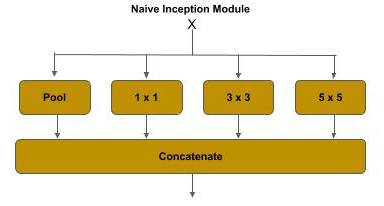 Naive Inception Module
X
Pool
1 x 1
3 x 3
5 x 5
Concatenate